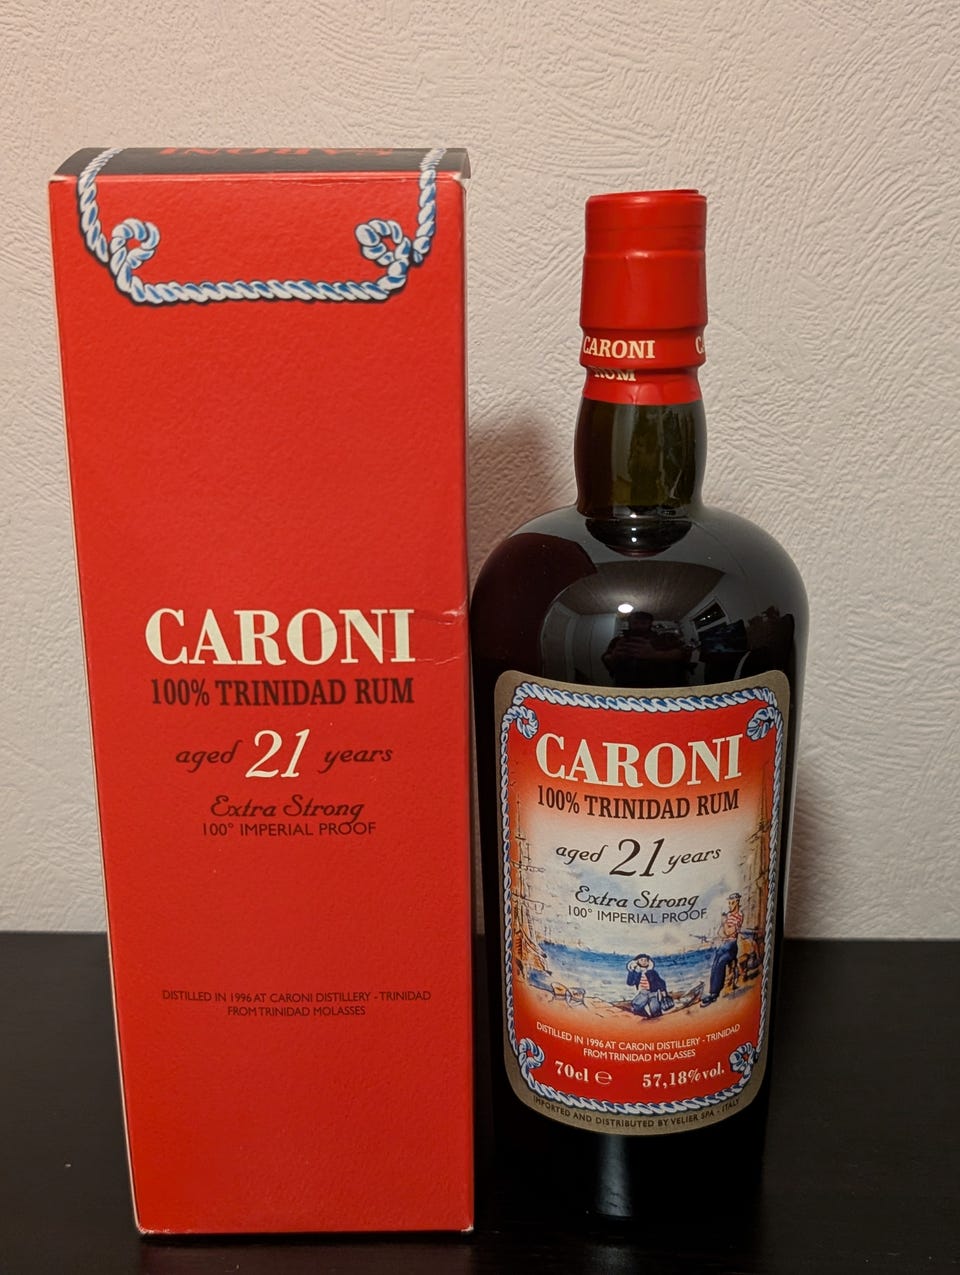 CARONI
CARONI
100% TRINIDAD RUM
aged 21 years
Extra Strong
100° IMPERIAL PROOF
DISTILLED IN 1996 AT CARONI DISTILLERY - TRINIDAD
FROM TRINIDAD MOLASSES
CARONI
RUM
CARONI
100% TRINIDAD RUM
aged 21 years
Extra Strong
100° IMPERIAL PROOF
DISTILLED IN 1996 AT CARONI DISTILLERY - TRINIDAD
FROM TRINIDAD MOLASSES
70cl ℮ 57,18%vol.
IMPORTED AND DISTRIBUTED BY VELIER SPA - ITALY